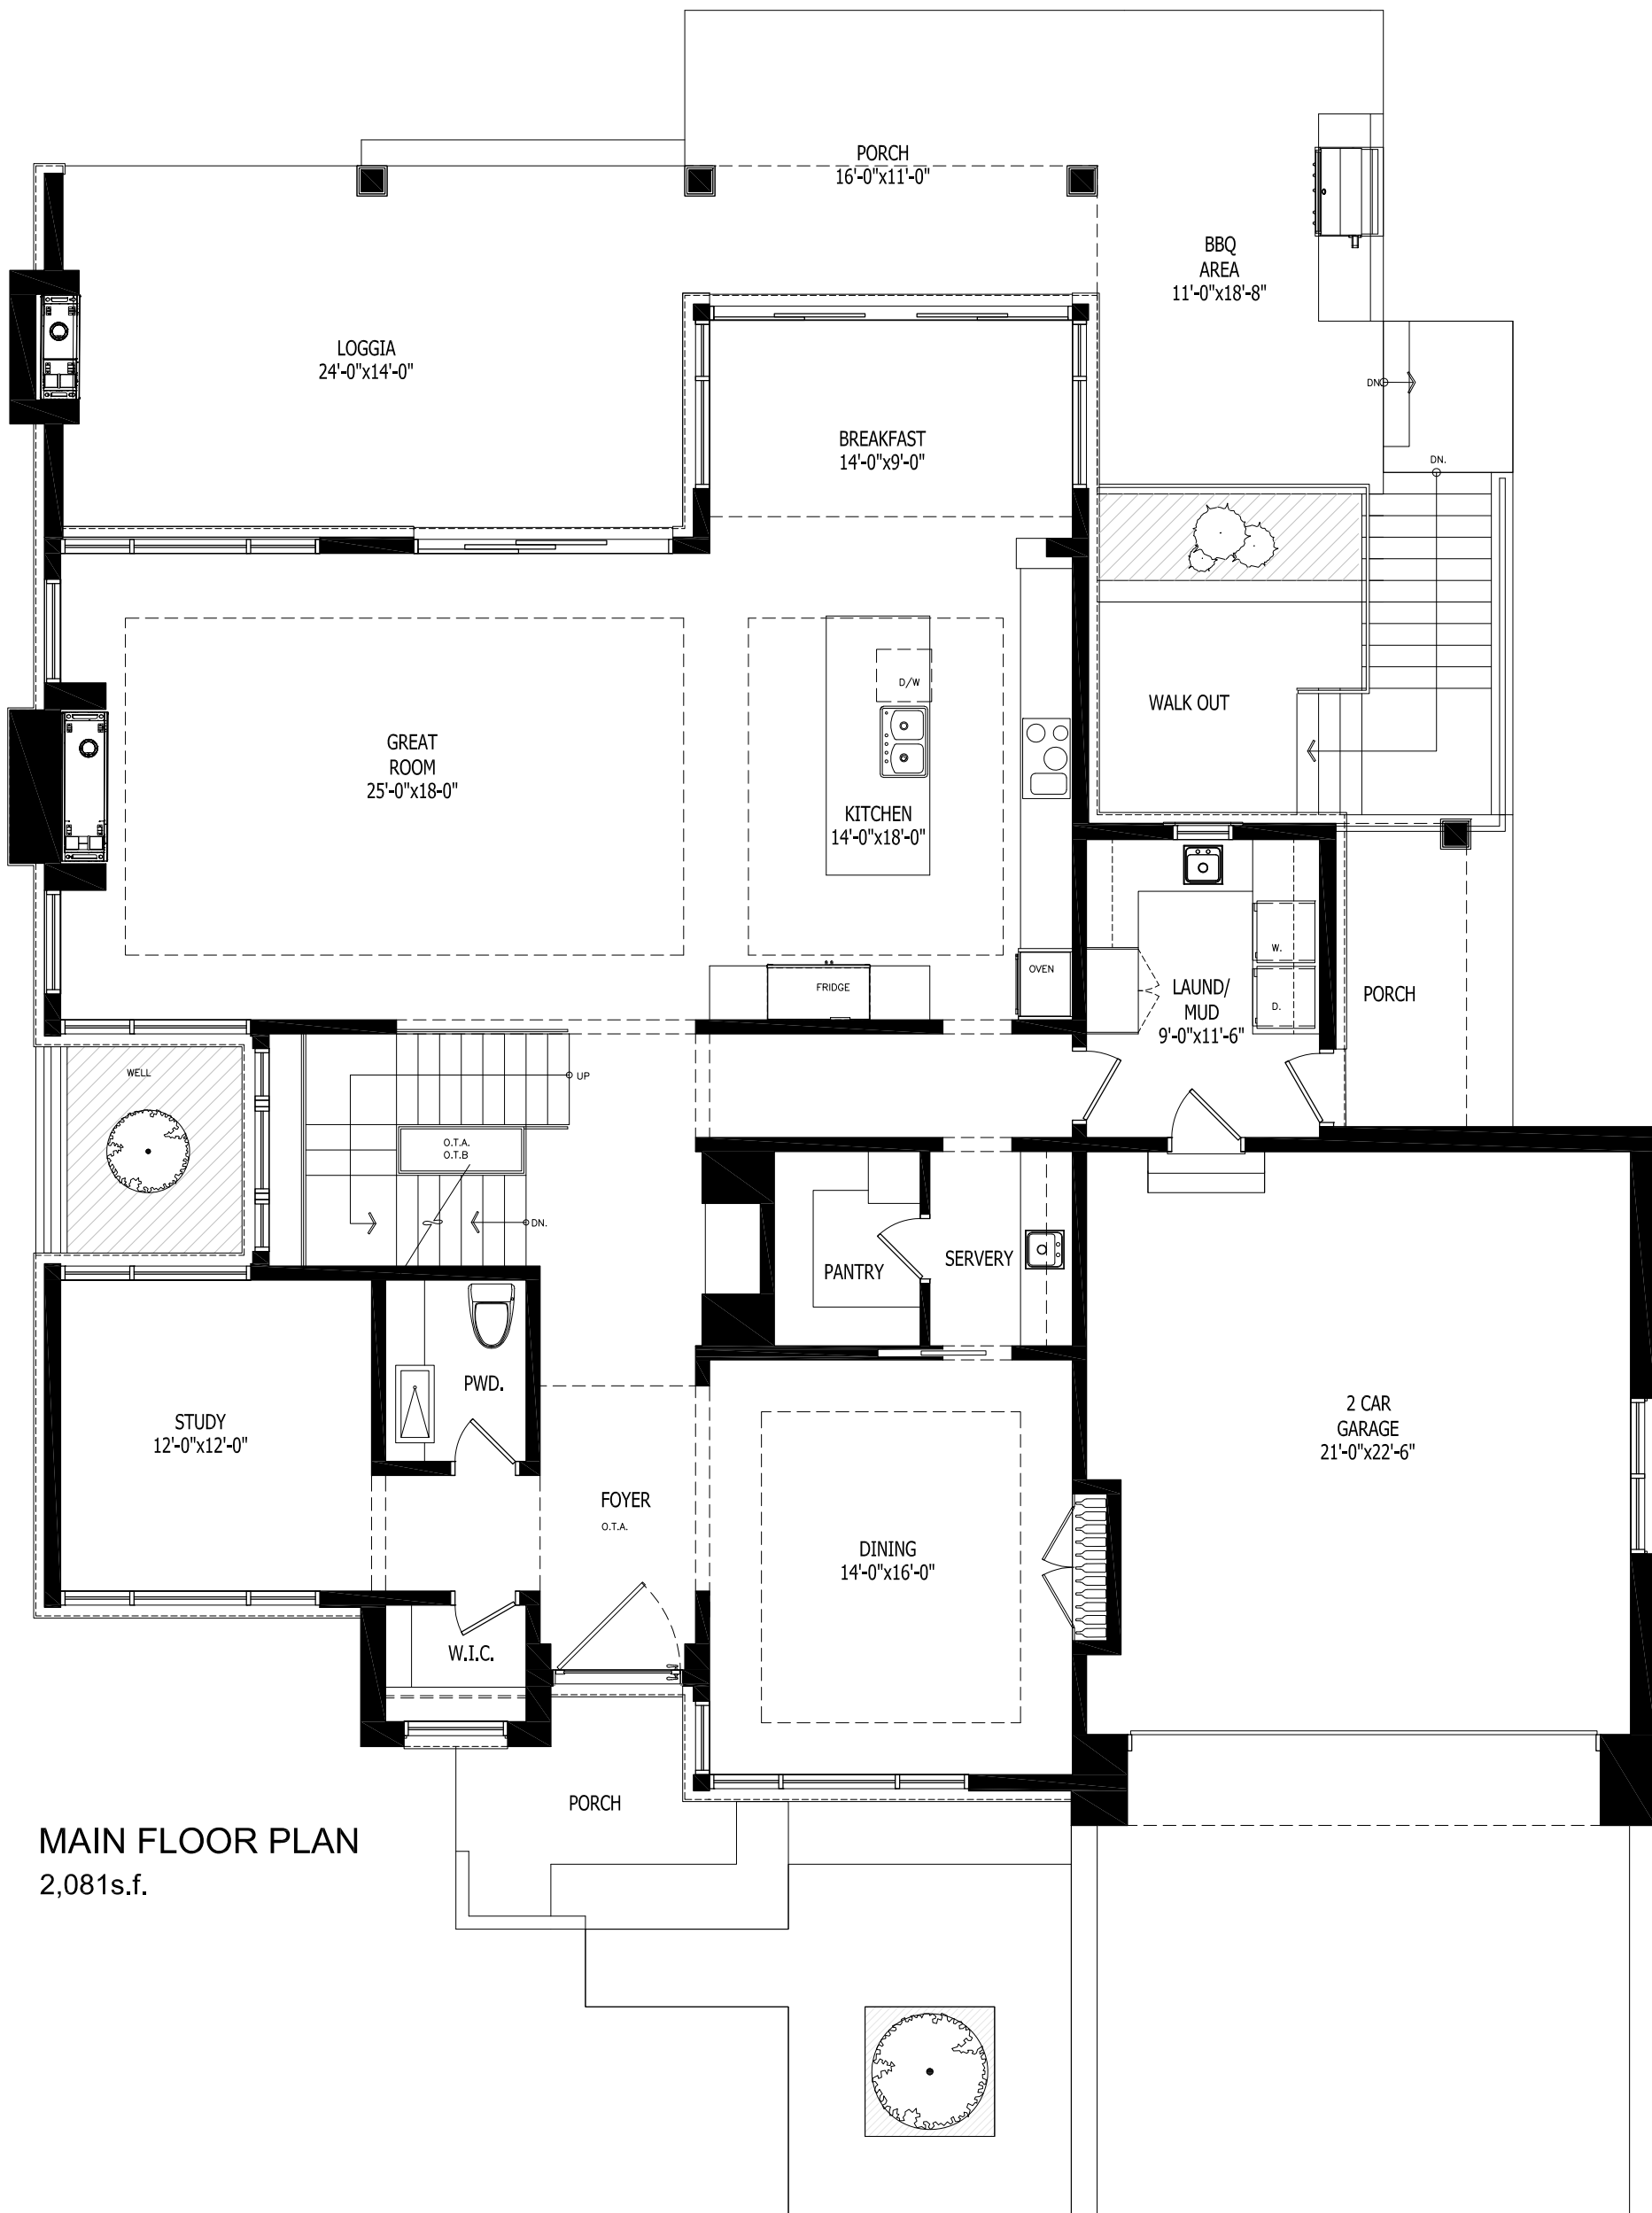 PORCH
16'-0"x11'-0"
BBQ
AREA
11'-0"x18'-8"
LOGGIA
24'-0"x14'-0"
DN.
BREAKFAST
14'-0"x9'-0"
DN.
D/W
WALK OUT
GREAT
ROOM
25'-0"x18-0"
KITCHEN
14'-0"x18'-0"
W.
OVEN
FRIDGE
LAUND/
MUD
9'-0"x11'-6"
D.
PORCH
WELL
UP
O.T.A.
O.T.B
DN.
PANTRY
SERVERY
PWD.
STUDY
12'-0"x12'-0"
2 CAR
GARAGE
21'-0"x22'-6"
FOYER
O.T.A.
DINING
14'-0"x16'-0"
W.I.C.
PORCH
MAIN FLOOR PLAN
2,081s.f.